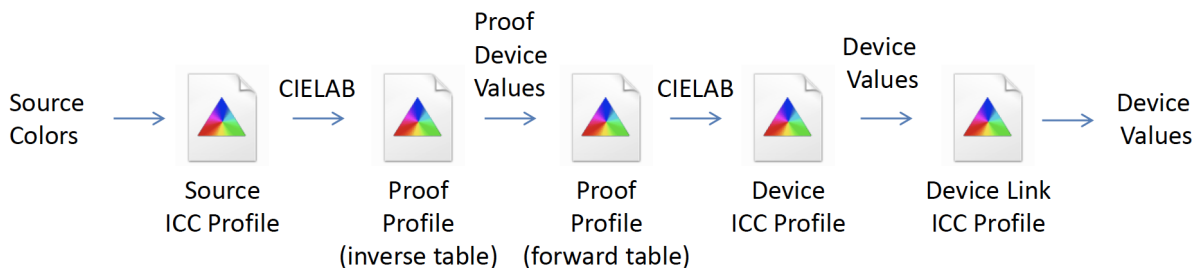 Source
Colors
CIELAB
Proof
Device
Values
CIELAB
Device
Values
Device
Values
Source
ICC Profile
Proof
Profile
(inverse table)
Proof
Profile
(forward table)
Device
ICC Profile
Device Link
ICC Profile